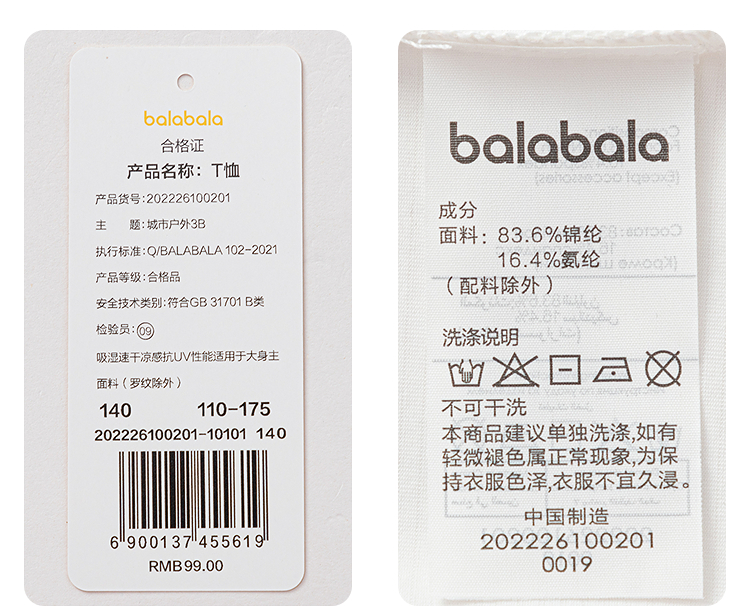 balabala
合格证
产品名称：T恤
产品货号：202226100201
主 题：城市户外3B
执行标准：Q/BALABALA 102-2021
产品等级：合格品
安全技术类别：符合GB 31701 B类
检验员：09
吸湿速干凉感抗UV性能适用于大身主
面料（罗纹除外）
140 110-175
202226100201-10101 140
6 900137 455619
RMB99.00
balabala
成分
面料：83.6%锦纶
16.4%氨纶
（配料除外）
洗涤说明
不可干洗
本商品建议单独洗涤,如有
轻微褪色属正常现象,为保
持衣服色泽,衣服不宜久浸。
中国制造
202226100201
0019